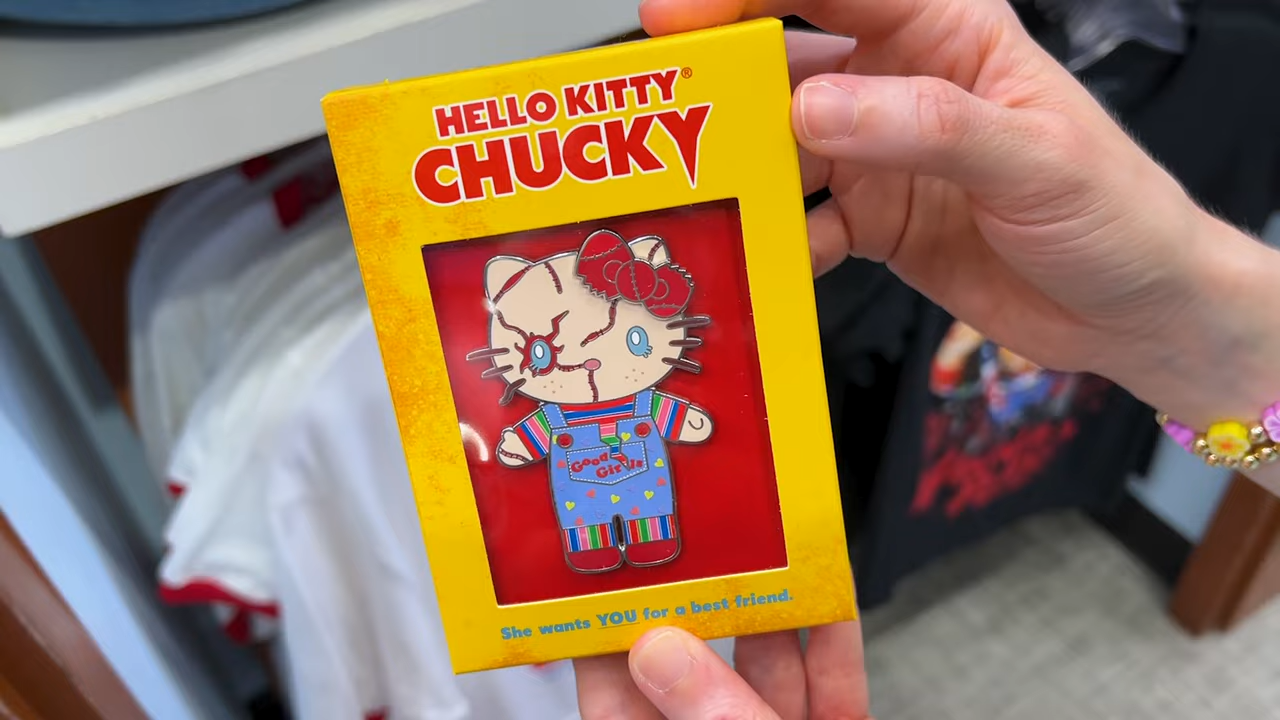 HELLO KITTY®
CHUCKY
Good
Girls
She wants YOU for a best friend.